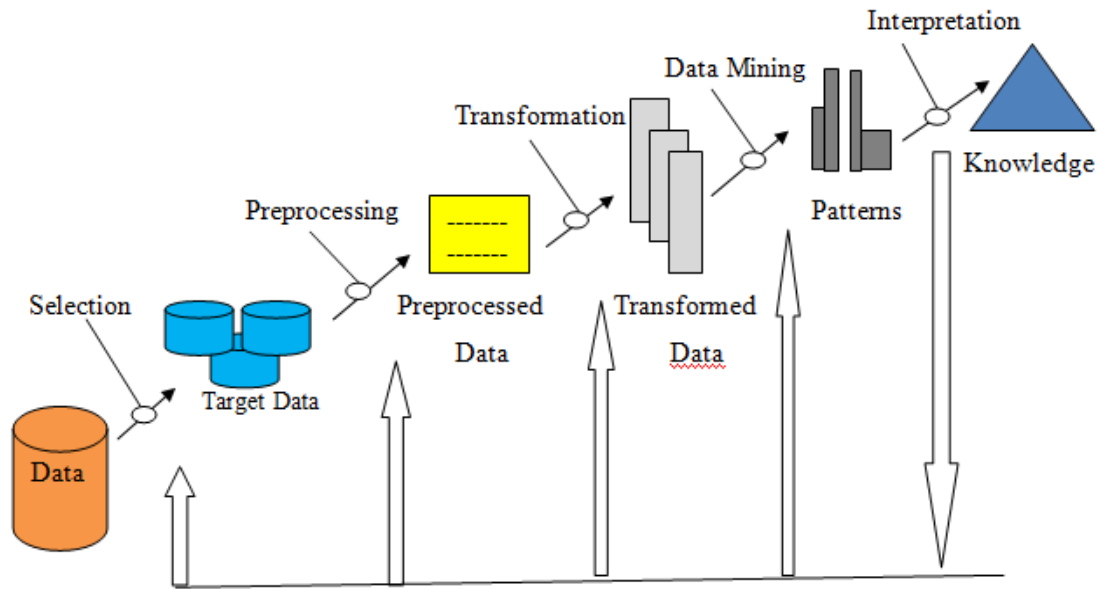 Interpretation
Data Mining
Knowledge
Transformation
Patterns
Preprocessing
Preprocessed
Data
Transformed
Data
Selection
Target Data
Data
-------
-------